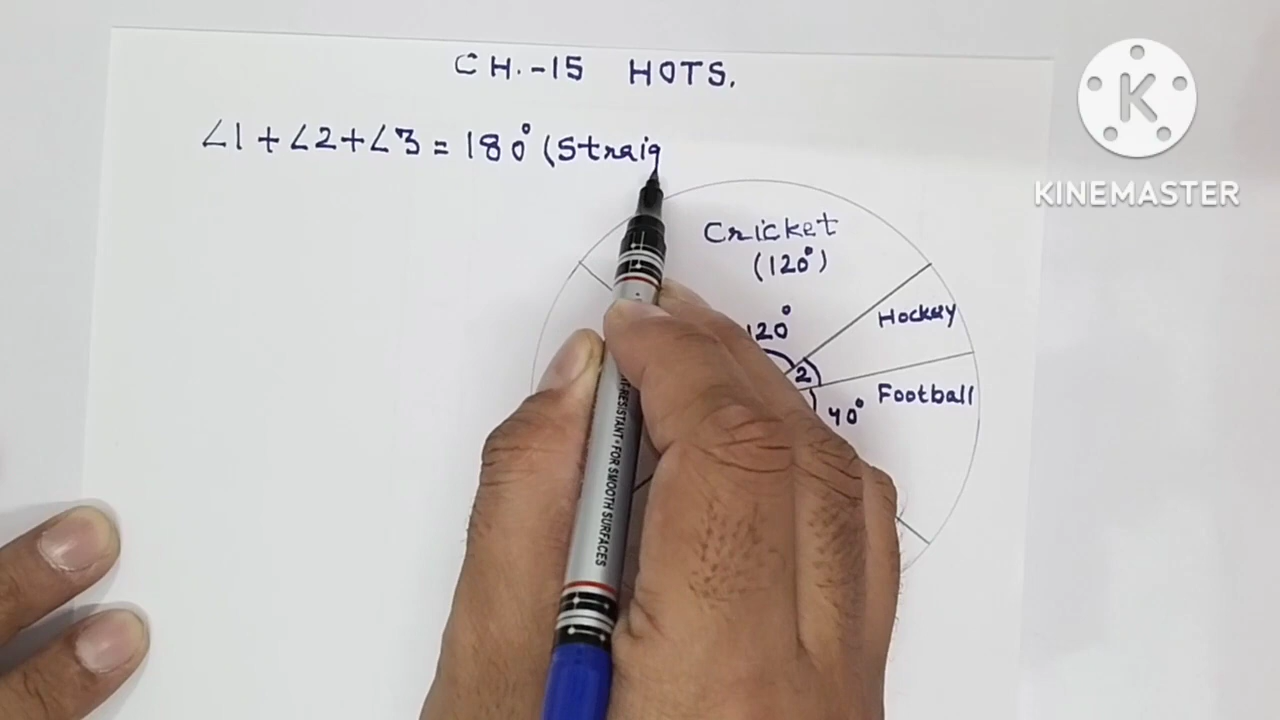 CH.-15 HOTS.
∠1 + ∠2 + ∠3 = 180° (Straig
Cricket
(120°)
120°
Hockey
2
Football
40°
K
KINEMASTER